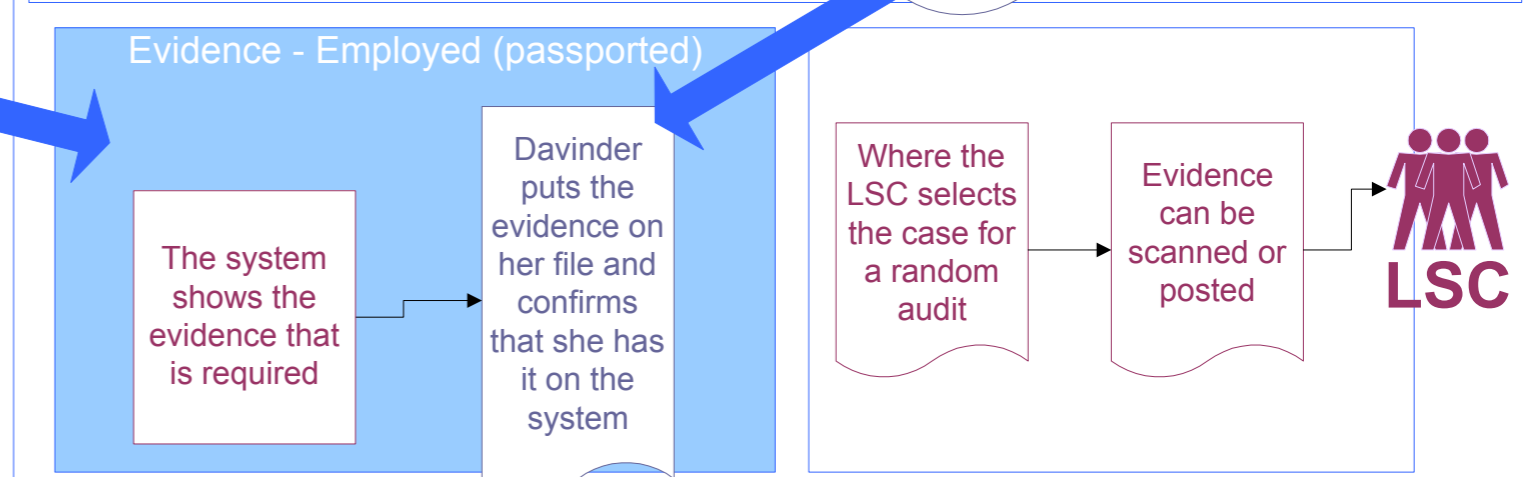 Evidence - Employed (passported)
The system
shows the
evidence that
is required
Davinder
puts the
evidence on
her file and
confirms
that she has
it on the
system
Where the
LSC selects
the case for
a random
audit
Evidence
can be
scanned or
posted
LSC